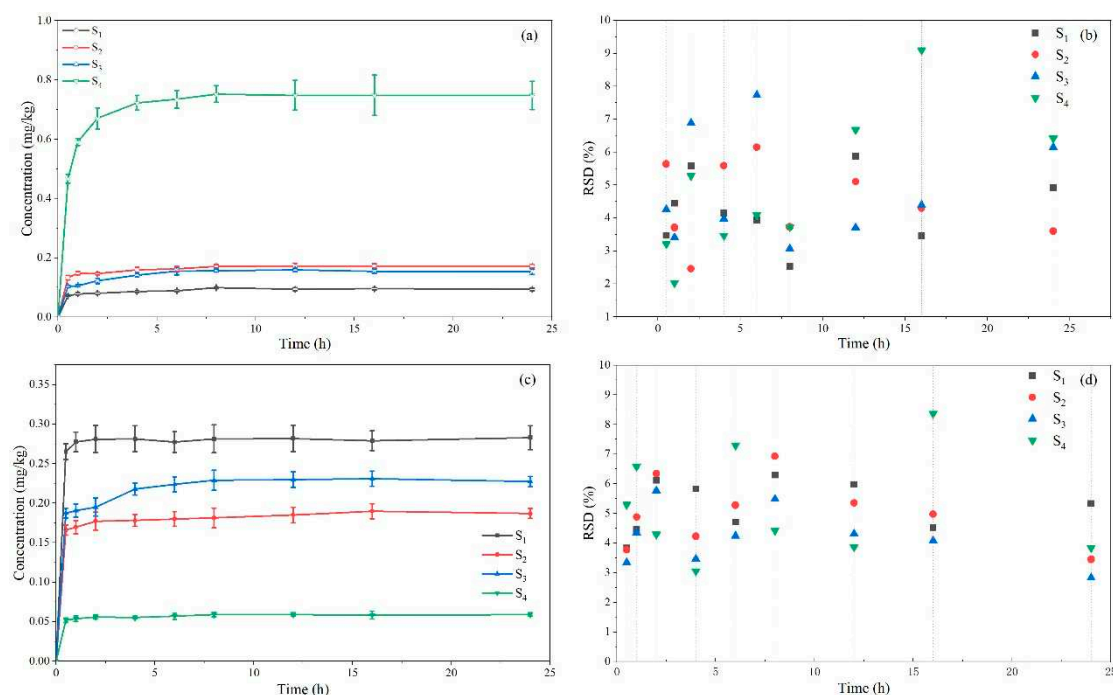 (a)
S1
S2
S3
S4
1.0
0.8
0.6
0.4
0.2
0.0
Concentration (mg/kg)
0 5 10 15 20 25
Time (h)
(b)
S1
S2
S3
S4
10
9
8
7
6
5
4
3
2
1
RSD (%)
0 5 10 15 20 25
Time (h)
(c)
0.35
0.30
0.25
0.20
0.15
0.10
0.05
0.00
Concentration (mg/kg)
S1
S2
S3
S4
0 5 10 15 20 25
Time (h)
(d)
S1
S2
S3
S4
10
9
8
7
6
5
4
3
2
1
0
RSD (%)
0 5 10 15 20 25
Time (h)